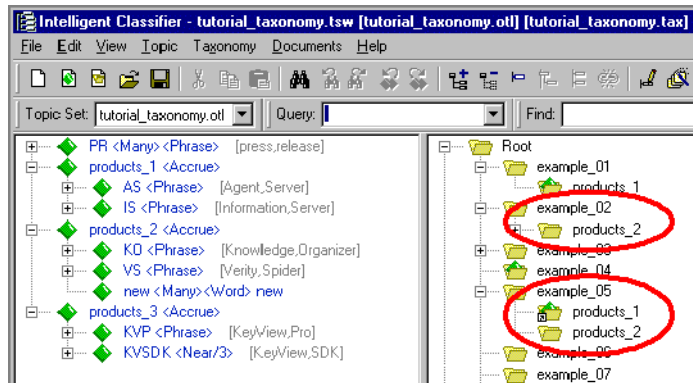 Intelligent Classifier - tutorial_taxonomy.tsw [tutorial_taxonomy.otl] [tutorial_taxonomy.tax]
File Edit View Topic Taxonomy Documents Help
Topic Set: tutorial_taxonomy.otl Query: Find:
PR <Many><Phrase> [press,release]
products_1 <Accrue>
AS <Phrase> [Agent,Server]
IS <Phrase> [Information,Server]
products_2 <Accrue>
KO <Phrase> [Knowledge,Organizer]
VS <Phrase> [Verity,Spider]
new <Many><Word> new
products_3 <Accrue>
KVP <Phrase> [KeyView,Pro]
KVSDK <Near/3> [KeyView,SDK]
Root
example_01
products_1
example_02
products_2
example_03
example_04
example_05
products_1
products_2
example_06
example_07